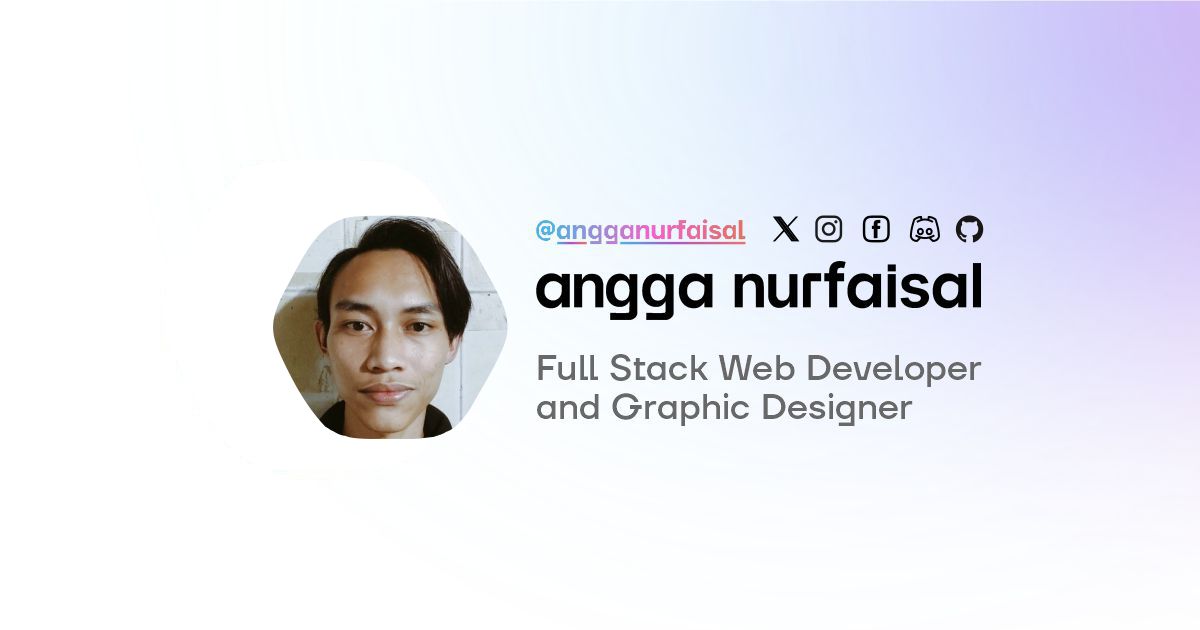 @angganurfaisal
angga nurfaisal
Full Stack Web Developer
and Graphic Designer